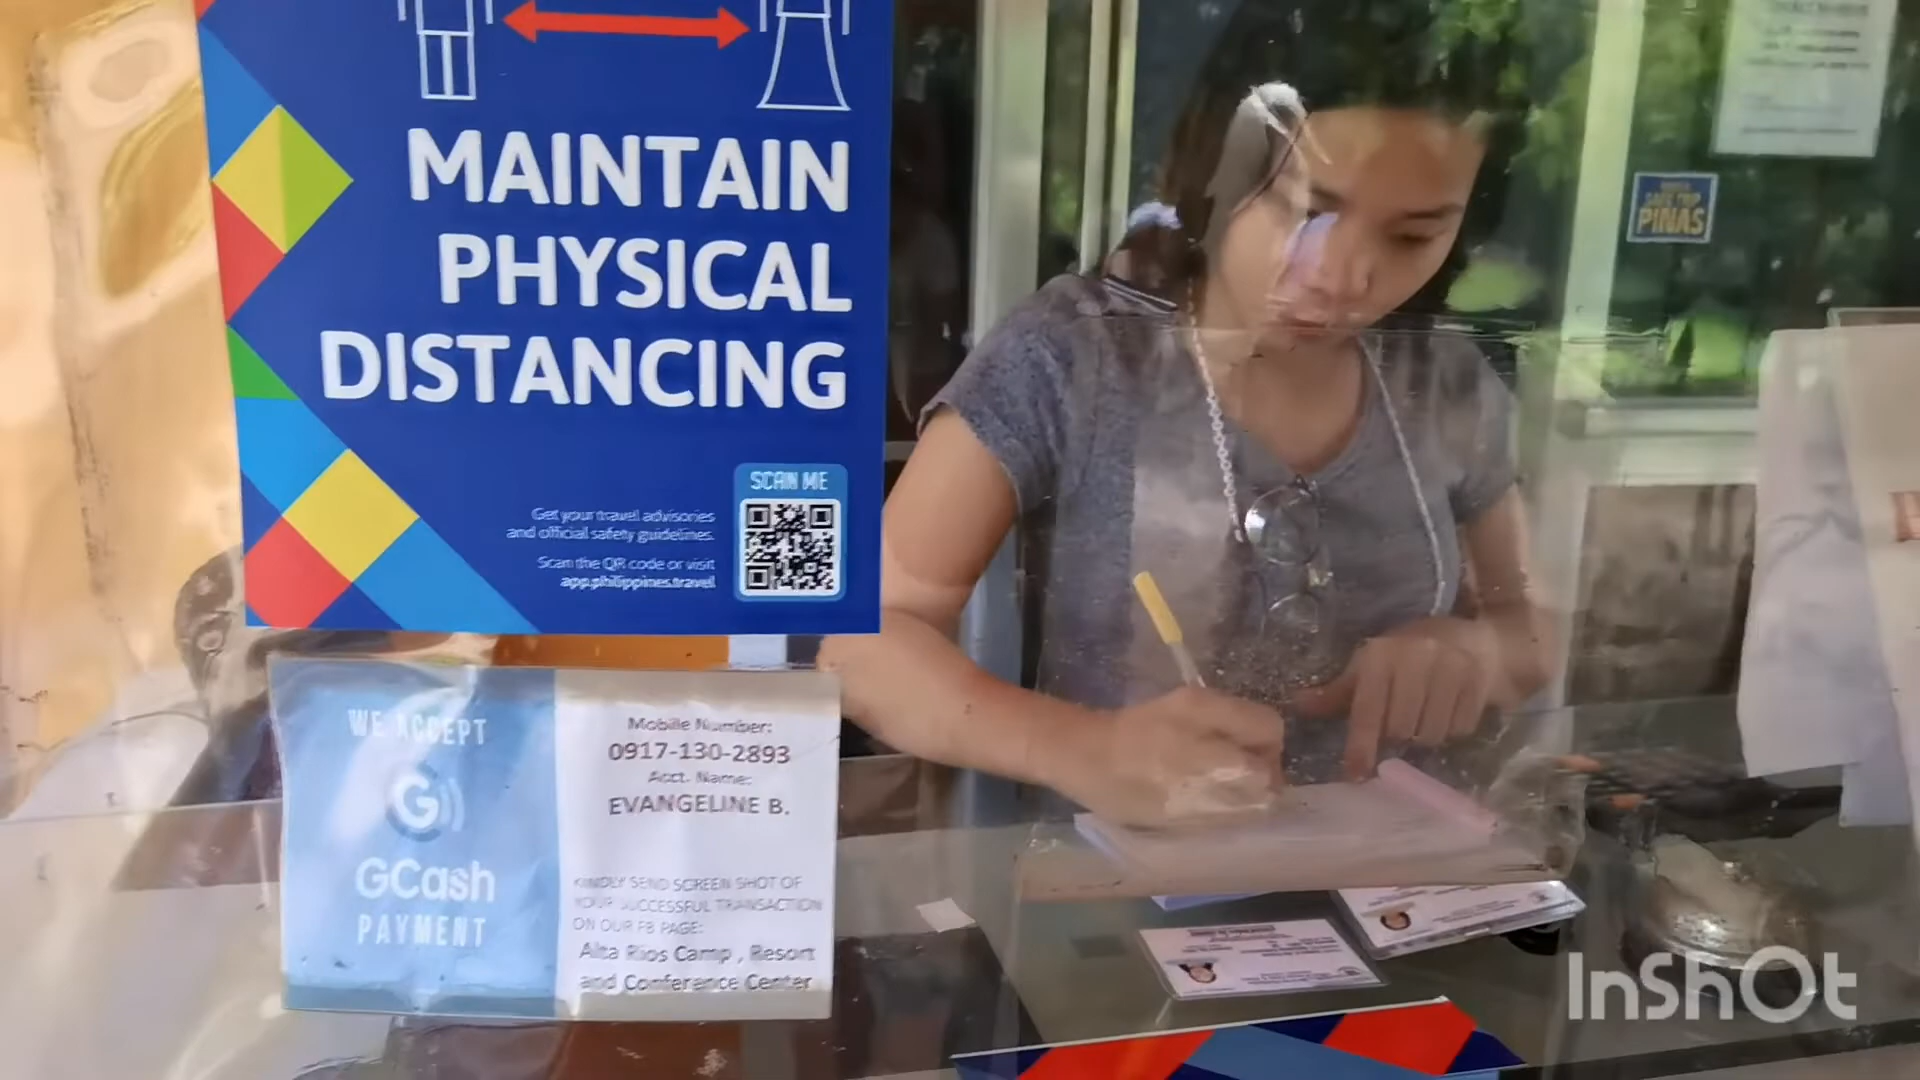 MAINTAIN
PHYSICAL
DISTANCING
SCAN ME
Get your travel advisories
and official safety guidelines.
Scan the QR code or visit
app.philippines.travel
SAFE TRIP
PINAS
WE ACCEPT
G
GCash
PAYMENT
Mobile Number:
0917-130-2893
Acct. Name:
EVANGELINE B.
KINDLY SEND SCREEN SHOT OF
YOUR SUCCESSFUL TRANSACTION
ON OUR FB PAGE:
Alta Rios Camp , Resort
and Conference Center
InShOt